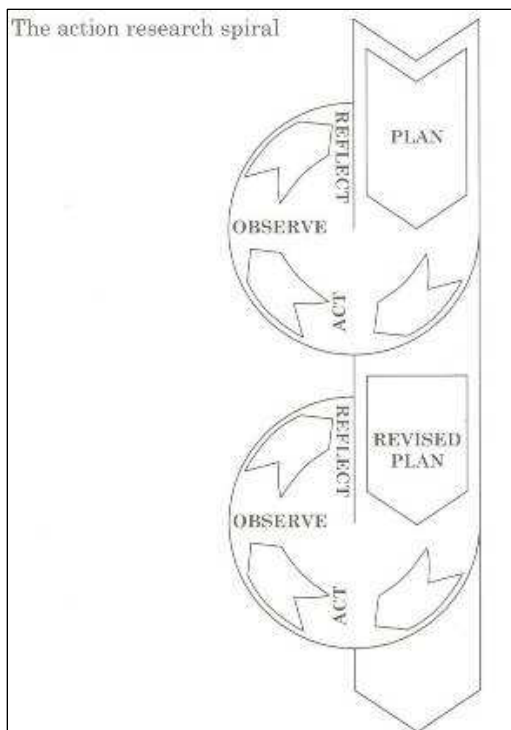 The action research spiral
PLAN
REFLECT
OBSERVE
ACT
REVISED
PLAN
REFLECT
OBSERVE
ACT